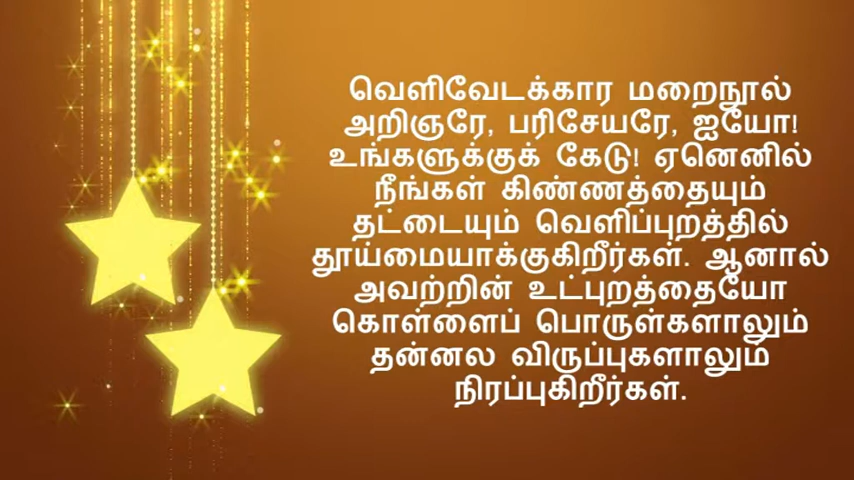 வெளிவேடக்கார மறைநூல்
அறிஞரே, பரிசேயரே, ஐயோ!
உங்களுக்குக் கேடு! ஏனெனில்
நீங்கள் கிண்ணத்தையும்
தட்டையும் வெளிப்புறத்தில்
தூய்மையாக்குகிறீர்கள். ஆனால்
அவற்றின் உட்புறத்தையோ
கொள்ளைப் பொருள்களாலும்
தன்னல விருப்புகளாலும்
நிரப்புகிறீர்கள்.